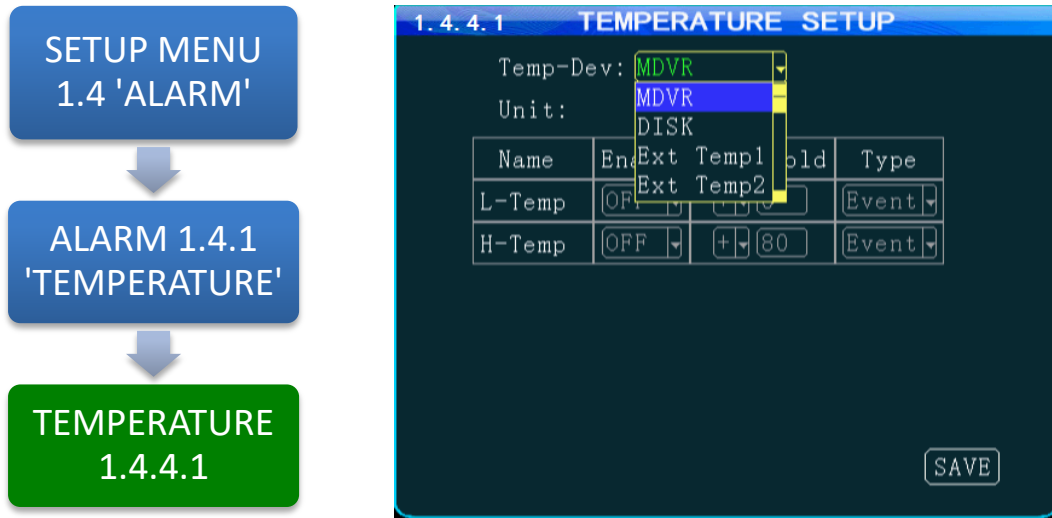 SETUP MENU
1.4 'ALARM'
ALARM 1.4.1
'TEMPERATURE'
TEMPERATURE
1.4.4.1
1.4.4.1 TEMPERATURE SETUP
Temp-Dev: MDVR
MDVR
Unit:
DISK
Ext Temp1
Ext Temp2
Name Type
L-Temp Event
H-Temp OFF + 80 Event
SAVE